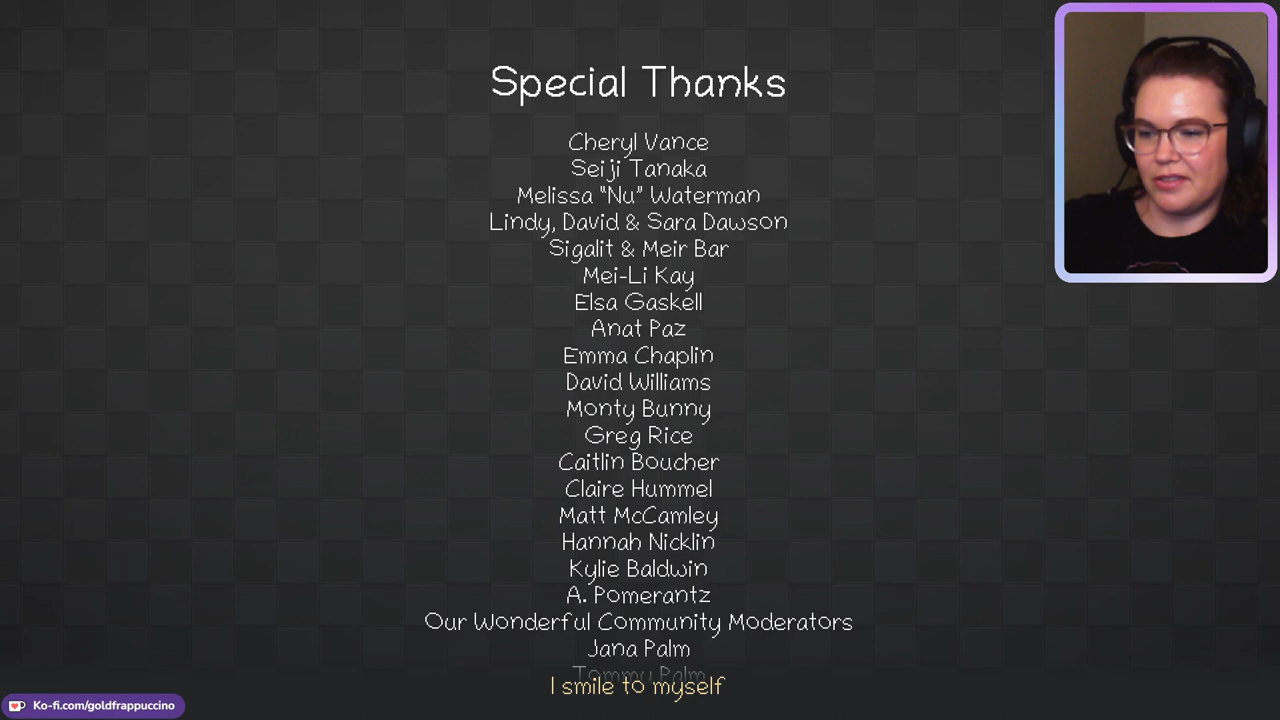 Special Thanks
Cheryl Vance
Seiji Tanaka
Melissa "Nu" Waterman
Lindy, David & Sara Dawson
Sigalit & Meir Bar
Mei-Li Kay
Elsa Gaskell
Anat Paz
Emma Chaplin
David Williams
Monty Bunny
Greg Rice
Caitlin Boucher
Claire Hummel
Matt McCamley
Hannah Nicklin
Kylie Baldwin
A. Pomerantz
Our Wonderful Community Moderators
Jana Palm
Tommy Palm
I smile to myself
Ko-fi.com/goldfrappuccino